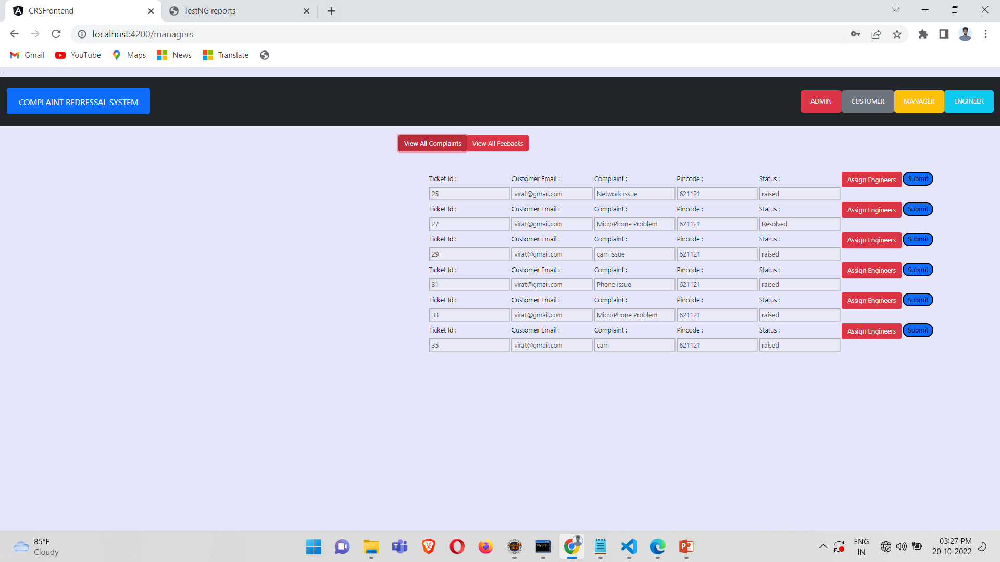 CRSFrontend
TestNG reports
localhost:4200/managers
Gmail YouTube Maps News Translate
-
COMPLAINT REDRESSAL SYSTEM
ADMIN CUSTOMER MANAGER ENGINEER
View All Complaints View All Feebacks
Ticket Id : Customer Email : Complaint : Pincode : Status : Assign Engineers Submit
25 virat@gmail.com Network issue 621121 raised
Ticket Id : Customer Email : Complaint : Pincode : Status : Assign Engineers Submit
27 virat@gmail.com MicroPhone Problem 621121 Resolved
Ticket Id : Customer Email : Complaint : Pincode : Status : Assign Engineers Submit
29 virat@gmail.com cam issue 621121 raised
Ticket Id : Customer Email : Complaint : Pincode : Status : Assign Engineers Submit
31 virat@gmail.com Phone issue 621121 raised
Ticket Id : Customer Email : Complaint : Pincode : Status : Assign Engineers Submit
33 virat@gmail.com MicroPhone Problem 621121 raised
Ticket Id : Customer Email : Complaint : Pincode : Status : Assign Engineers Submit
35 virat@gmail.com cam 621121 raised
85°F
Cloudy
ENG
IN
03:27 PM
20-10-2022